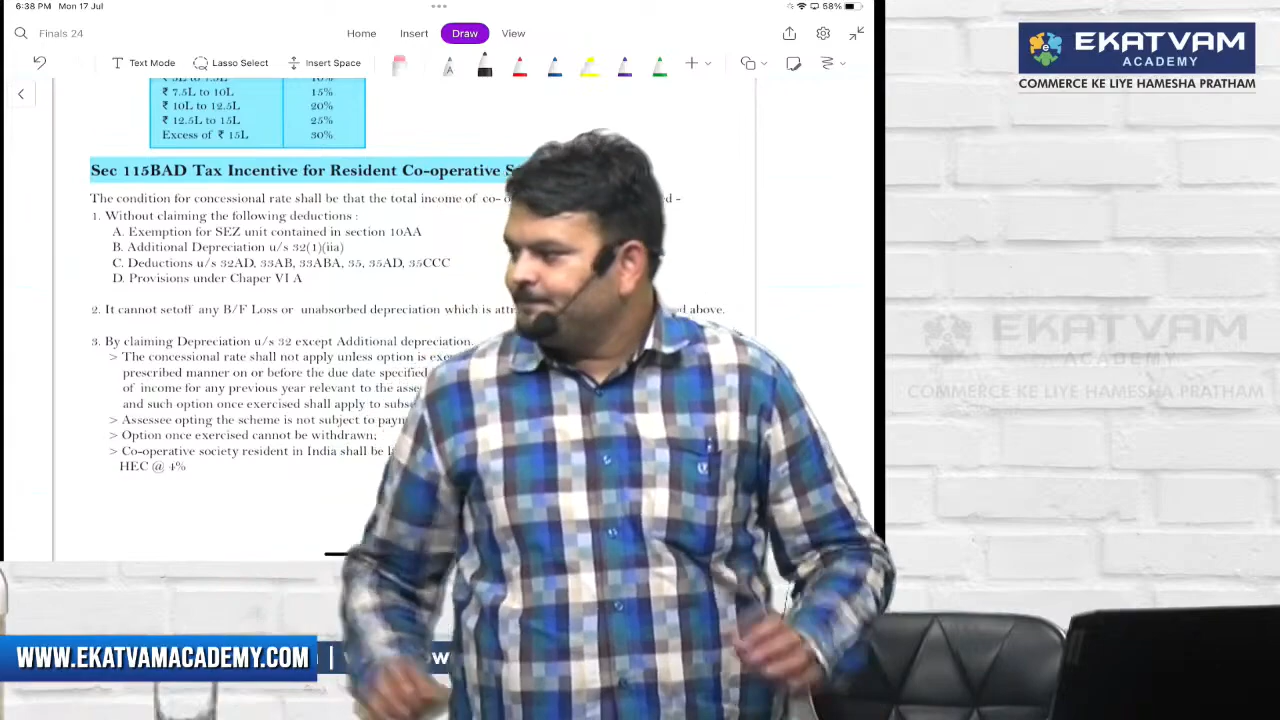 6:38 PM Mon 17 Jul
58%
Finals 24
Home Insert Draw View
Text Mode Lasso Select Insert Space
EKATVAM
ACADEMY
COMMERCE KE LIYE HAMESHA PRATHAM
₹ 7.5L to 10L 15%
₹ 10L to 12.5L 20%
₹ 12.5L to 15L 25%
Excess of ₹ 15L 30%
Sec 115BAD Tax Incentive for Resident Co-operative
The condition for concessional rate shall be that the total income of co-
1. Without claiming the following deductions :
A. Exemption for SEZ unit contained in section 10AA
B. Additional Depreciation u/s 32(1)(iia)
C. Deductions u/s 32AD, 33AB, 33ABA, 35, 35AD, 35CCC
D. Provisions under Chaper VI A
2. It cannot setoff any B/F Loss or unabsorbed depreciation which is above.
3. By claiming Depreciation u/s 32 except Additional depreciation.
> The concessional rate shall not apply unless option is
prescribed manner on or before the due date specified
of income for any previous year relevant to the
and such option once exercised shall apply to
> Assessee opting the scheme is not subject to
> Option once exercised cannot be withdrawn;
> Co-operative society resident in India shall be
HEC @ 4%
EKATVAM
ACADEMY
COMMERCE KE LIYE HAMESHA PRATHAM
WWW.EKATVAMACADEMY.COM |